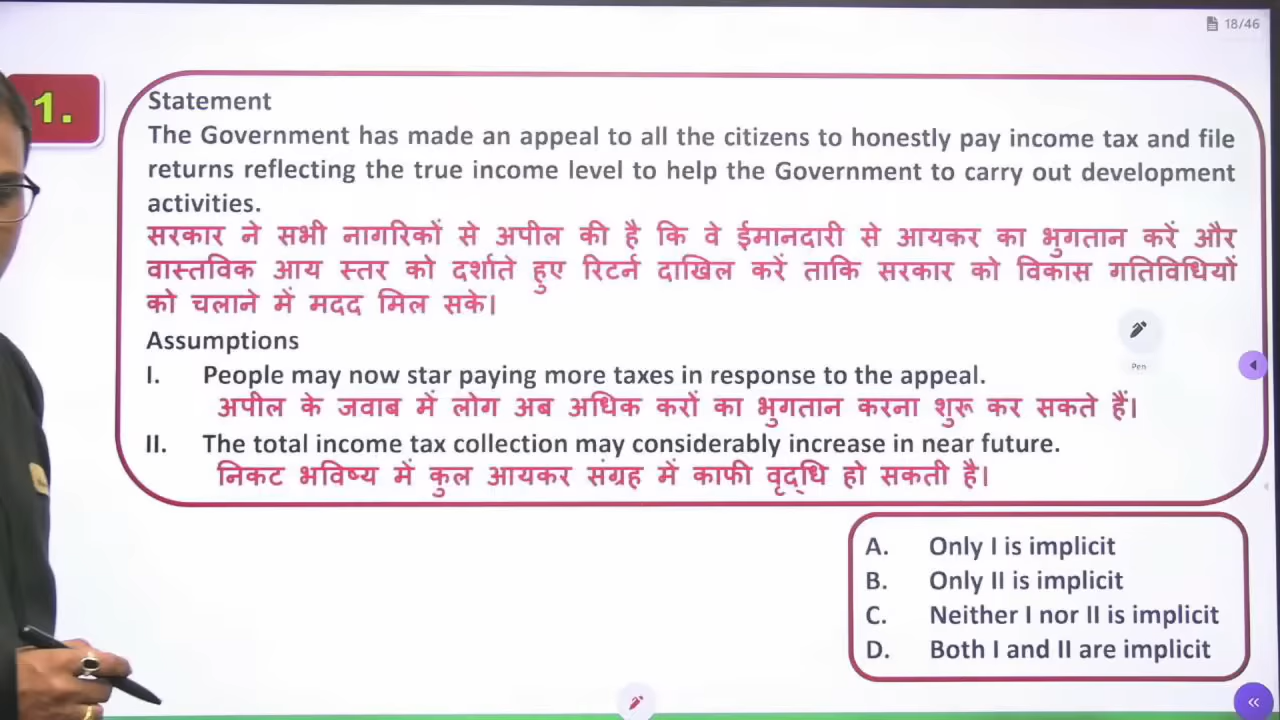 18/46
1.
Statement
The Government has made an appeal to all the citizens to honestly pay income tax and file
returns reflecting the true income level to help the Government to carry out development
activities.
सरकार ने सभी नागरिकों से अपील की है कि वे ईमानदारी से आयकर का भुगतान करें और
वास्तविक आय स्तर को दर्शाते हुए रिटर्न दाखिल करें ताकि सरकार को विकास गतिविधियों
को चलाने में मदद मिल सके।
Assumptions
I. People may now star paying more taxes in response to the appeal.
अपील के जवाब में लोग अब अधिक करों का भुगतान करना शुरू कर सकते हैं।
II. The total income tax collection may considerably increase in near future.
निकट भविष्य में कुल आयकर संग्रह में काफी वृद्धि हो सकती है।
Pen
A. Only I is implicit
B. Only II is implicit
C. Neither I nor II is implicit
D. Both I and II are implicit